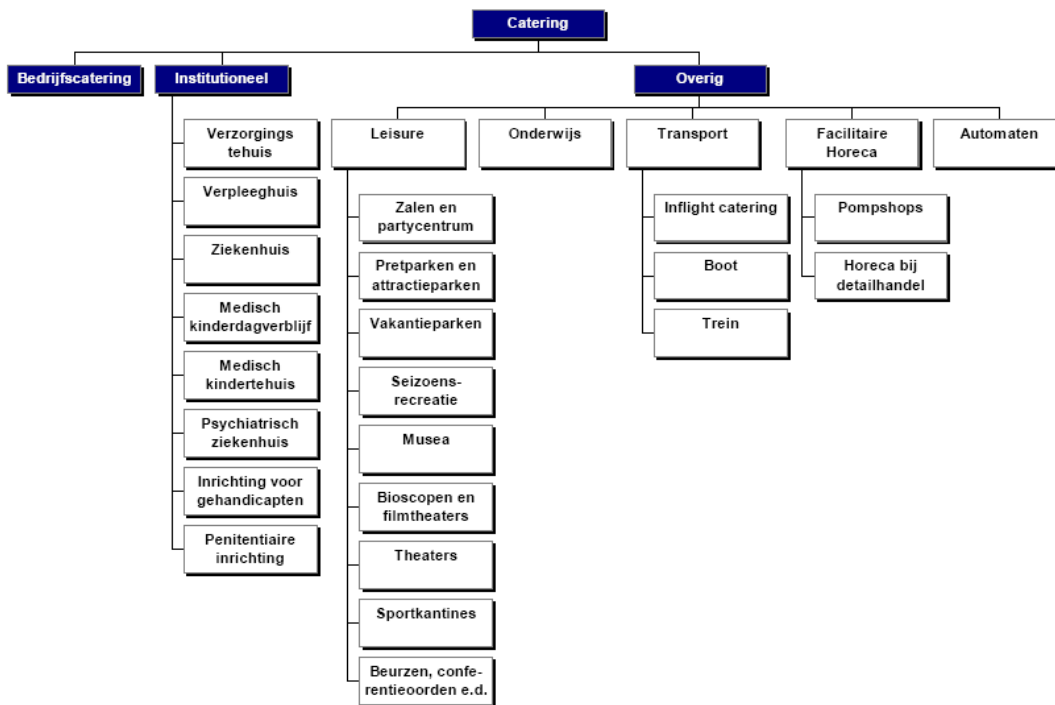 Catering
Bedrijfscatering
Institutioneel
Overig
Verzorgings
tehuis
Verpleeghuis
Ziekenhuis
Medisch
kinderdagverblijf
Medisch
kindertehuis
Psychiatrisch
ziekenhuis
Inrichting voor
gehandicapten
Penitentiaire
inrichting
Leisure
Zalen en
partycentrum
Pretparken en
attractieparken
Vakantieparken
Seizoens-
recreatie
Musea
Bioscopen en
filmtheaters
Theaters
Sportkantines
Beurzen, confe-
rentieoorden e.d.
Onderwijs
Transport
Inflight catering
Boot
Trein
Facilitaire
Horeca
Pompshops
Horeca bij
detailhandel
Automaten